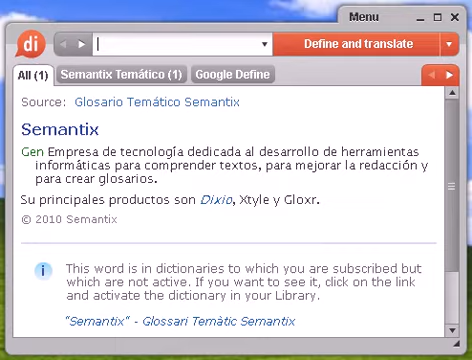 Menu
di
Define and translate
All (1) Semantix Temático (1) Google Define
Source: Glosario Temático Semantix
Semantix
Gen Empresa de tecnología dedicada al desarrollo de herramientas
informáticas para comprender textos, para mejorar la redacción y
para crear glosarios.
Su principales productos son Dixio, Xtyle y Gloxr.
© 2010 Semantix
i
This word is in dictionaries to which you are subscribed but
which are not active. If you want to see it, click on the link
and activate the dictionary in your Library.
"Semantix" - Glossari Temàtic Semantix